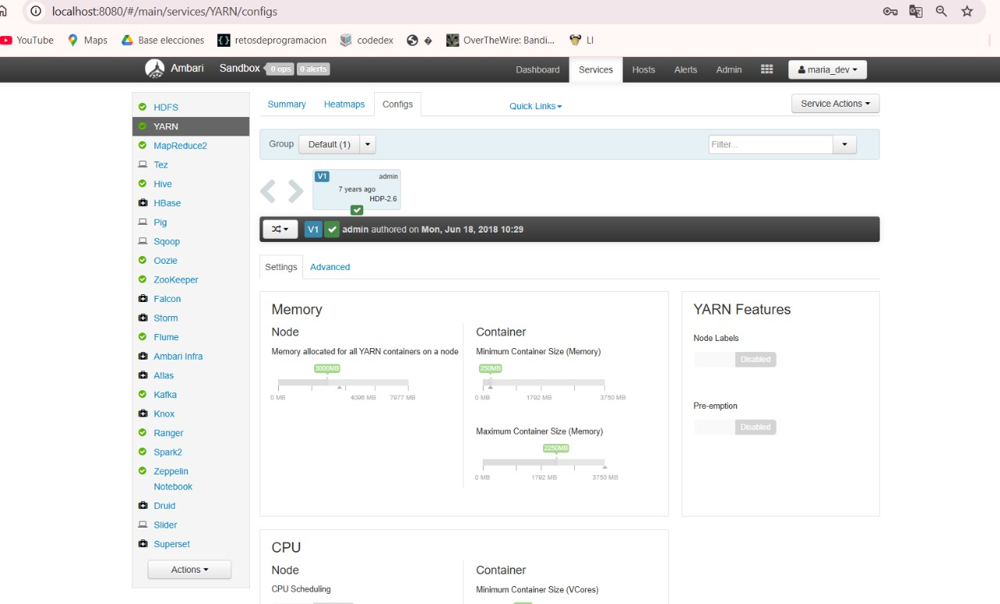 localhost:8080/#/main/services/YARN/configs
YouTube Maps Base elecciones retosdeprogramacion codedex OverTheWire: Bandi... LI
Ambari Sandbox 0 ops 0 alerts Dashboard Services Hosts Alerts Admin maria_dev
HDFS
YARN
MapReduce2
Tez
Hive
HBase
Pig
Sqoop
Oozie
ZooKeeper
Falcon
Storm
Flume
Ambari Infra
Atlas
Kafka
Knox
Ranger
Spark2
Zeppelin
Notebook
Druid
Slider
Superset
Actions
Summary Heatmaps Configs Quick Links Service Actions
Group Default (1) Filter...
V1 admin
7 years ago
HDP-2.6
V1 admin authored on Mon, Jun 18, 2018 10:29
Settings Advanced
Memory
Node
Memory allocated for all YARN containers on a node
3000MB
0 MB 4096 MB 7977 MB
Container
Minimum Container Size (Memory)
250MB
0 MB 1792 MB 3750 MB
Maximum Container Size (Memory)
2250MB
0 MB 1792 MB 3750 MB
YARN Features
Node Labels
Disabled
Pre-emption
Disabled
CPU
Node
CPU Scheduling
Container
Minimum Container Size (VCores)